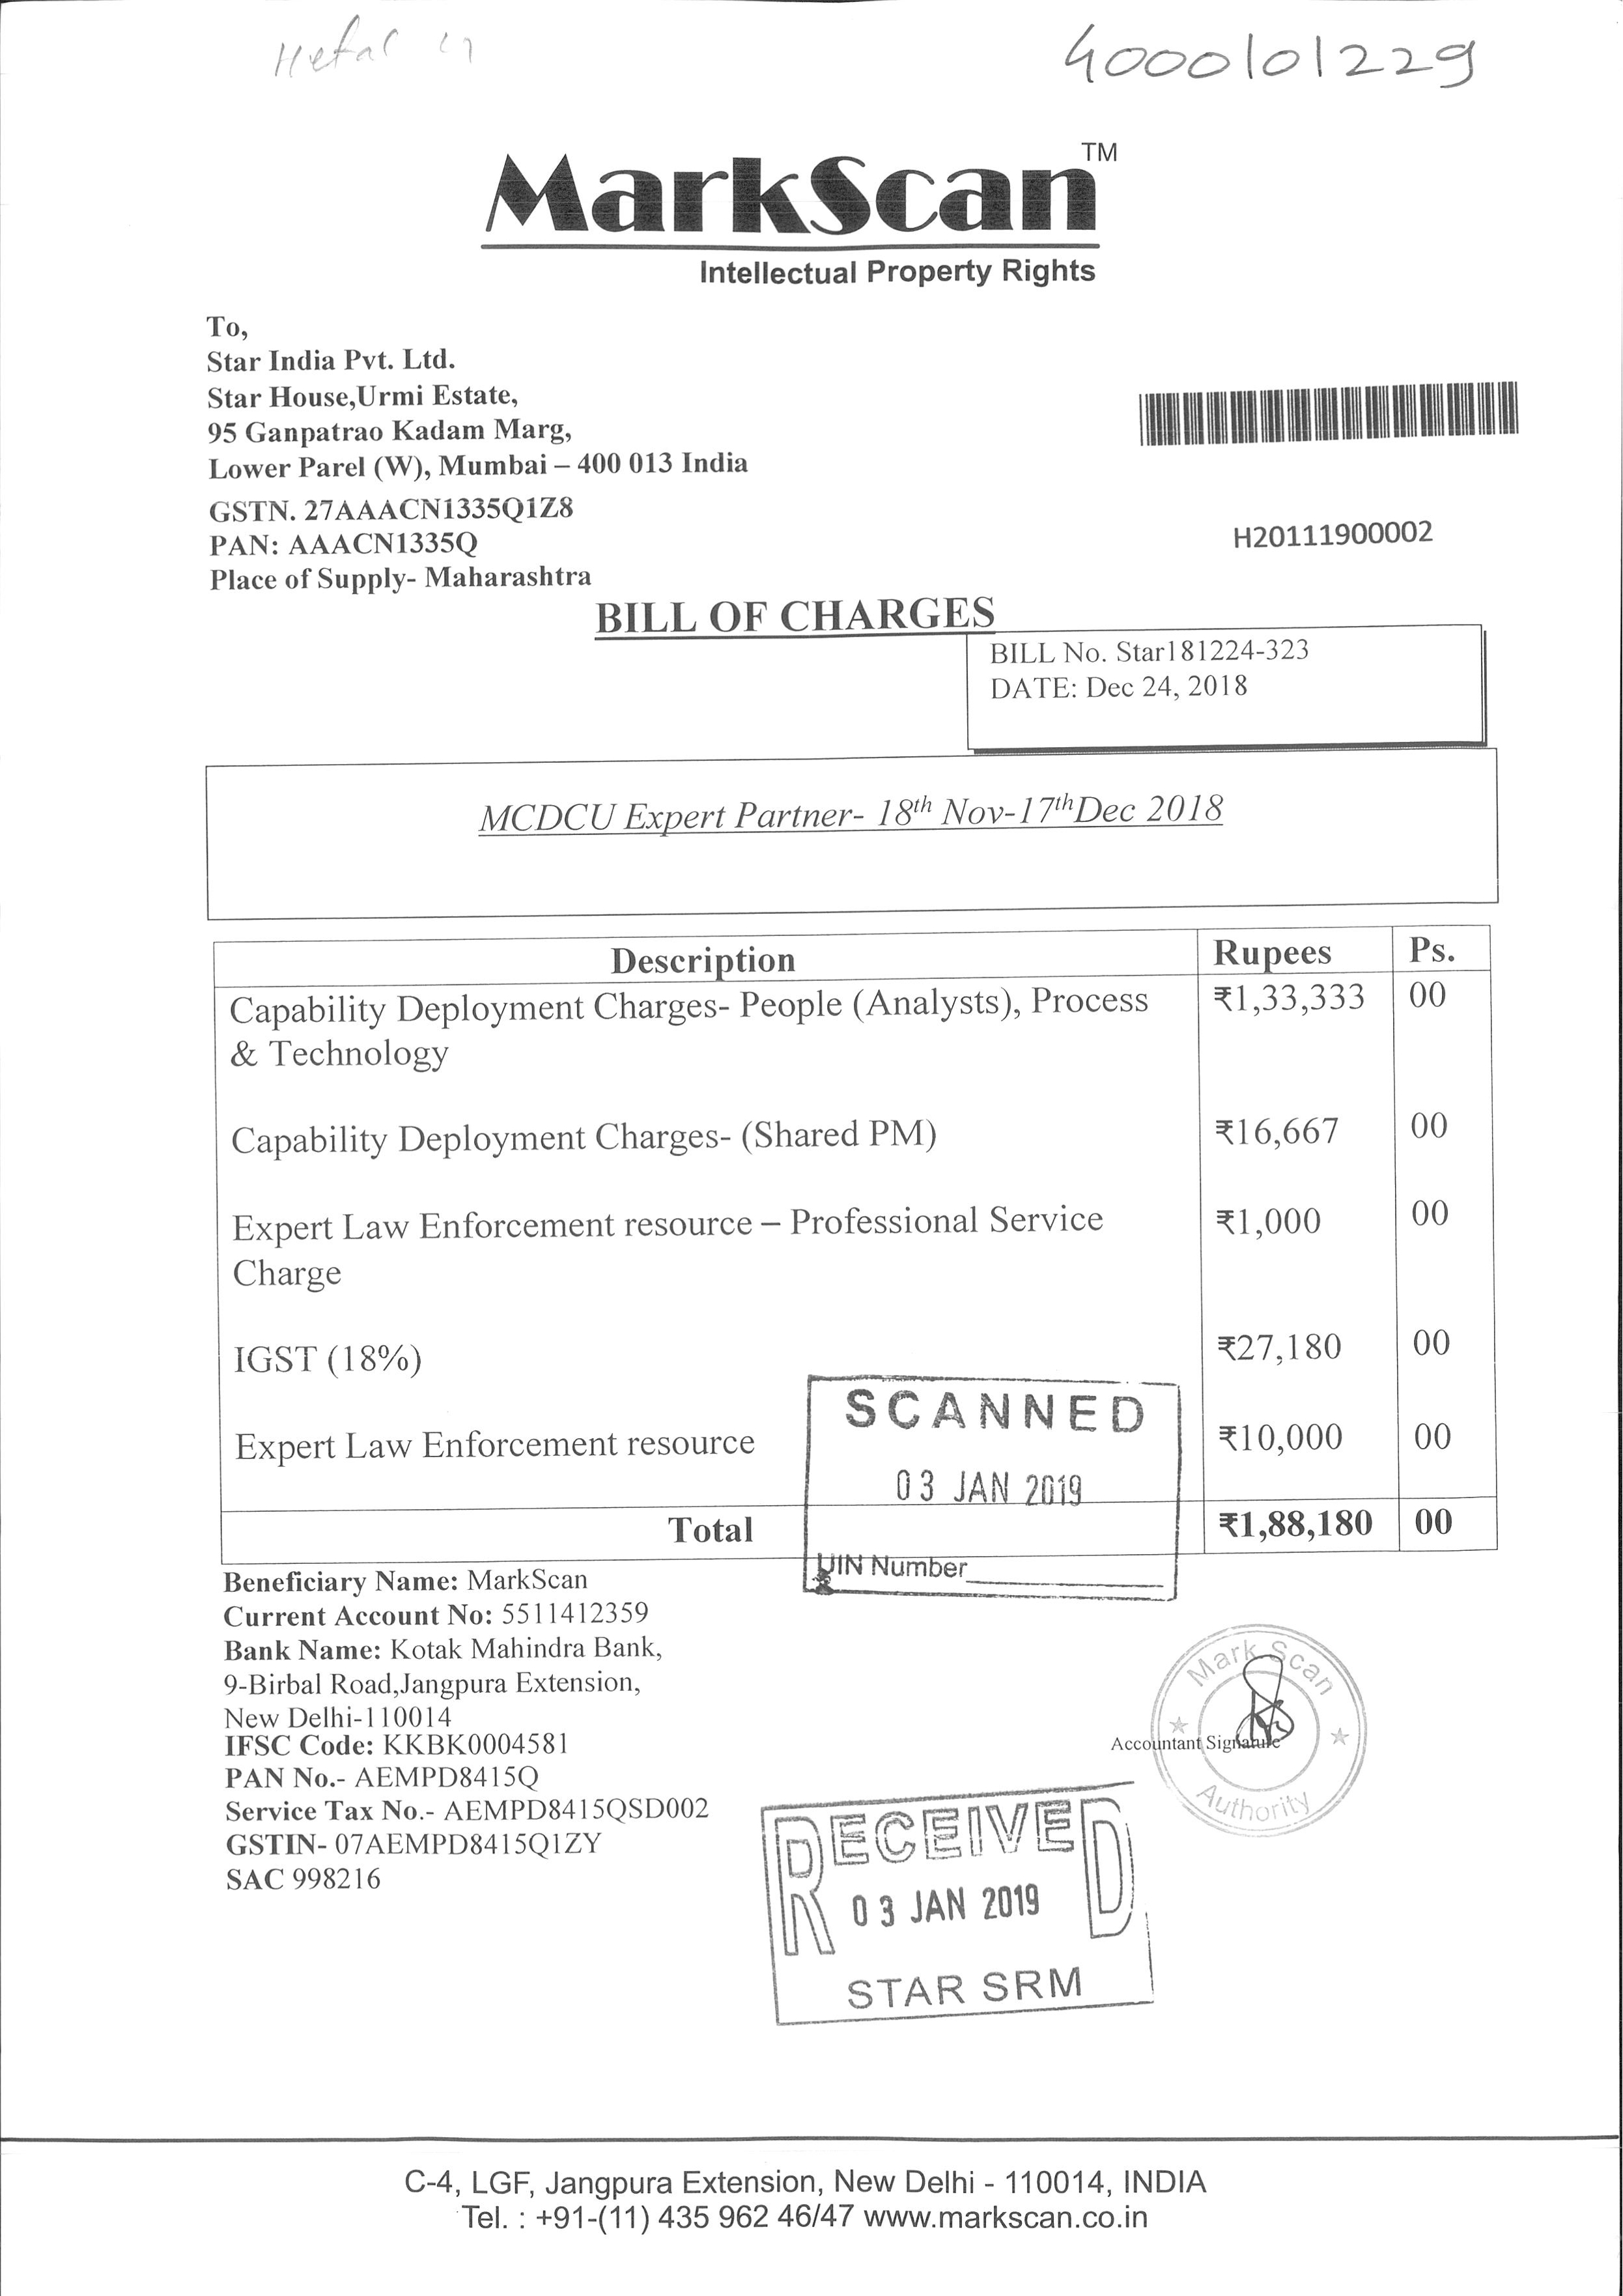 Hetal
4000101229
MarkScan™
Intellectual Property Rights
To,
Star India Pvt. Ltd.
Star House,Urmi Estate,
95 Ganpatrao Kadam Marg,
Lower Parel (W), Mumbai – 400 013 India
GSTN. 27AAACN1335Q1Z8
PAN: AAACN1335Q
Place of Supply- Maharashtra
H20111900002
BILL OF CHARGES
BILL No. Star181224-323
DATE: Dec 24, 2018
MCDCU Expert Partner- 18th Nov-17th Dec 2018
Description Rupees Ps.
Capability Deployment Charges- People (Analysts), Process ₹1,33,333 00
& Technology
Capability Deployment Charges- (Shared PM) ₹16,667 00
Expert Law Enforcement resource – Professional Service ₹1,000 00
Charge
IGST (18%) ₹27,180 00
Expert Law Enforcement resource ₹10,000 00
SCANNED
03 JAN 2019
UIN Number
Total ₹1,88,180 00
Beneficiary Name: MarkScan
Current Account No: 5511412359
Bank Name: Kotak Mahindra Bank,
9-Birbal Road,Jangpura Extension,
New Delhi-110014
IFSC Code: KKBK0004581
PAN No.- AEMPD8415Q
Service Tax No.- AEMPD8415QSD002
GSTIN- 07AEMPD8415Q1ZY
SAC 998216
Mark Scan
Accountant Signature
Authority
RECEIVED
03 JAN 2019
STAR SRM
C-4, LGF, Jangpura Extension, New Delhi - 110014, INDIA
Tel. : +91-(11) 435 962 46/47 www.markscan.co.in